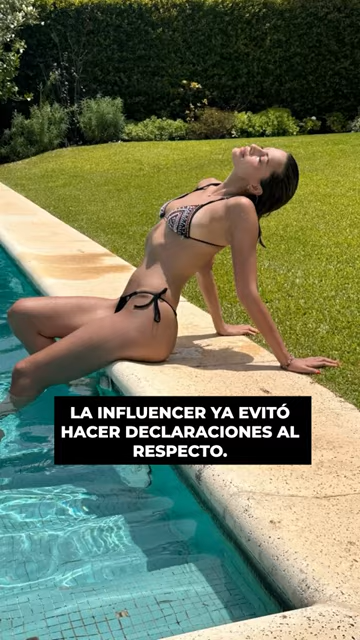 LA INFLUENCER YA EVITÓ
HACER DECLARACIONES AL
RESPECTO.